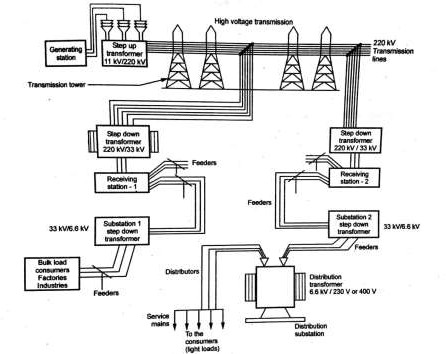 High voltage transmission
Generating
station
Step up
transformer
11 kV/220 kV
220 kV
Transmission
lines
Transmission tower
Step down
transformer
220 kV/33 kV
Step down
transformer
220 kV / 33 kV
Feeders
Receiving
station - 1
Receiving
station - 2
Feeders
33 kV/6.6 kV
Substation 1
step down
transformer
Substation 2
step down
transformer
33 kV/6.6 kV
Feeders
Bulk load
consumers
Factories
Industries
Feeders
Distributors
Distribution
transformer
6.6 kV / 230 V or 400 V
Service
mains
To the
consumers
(light loads)
Distribution
substation